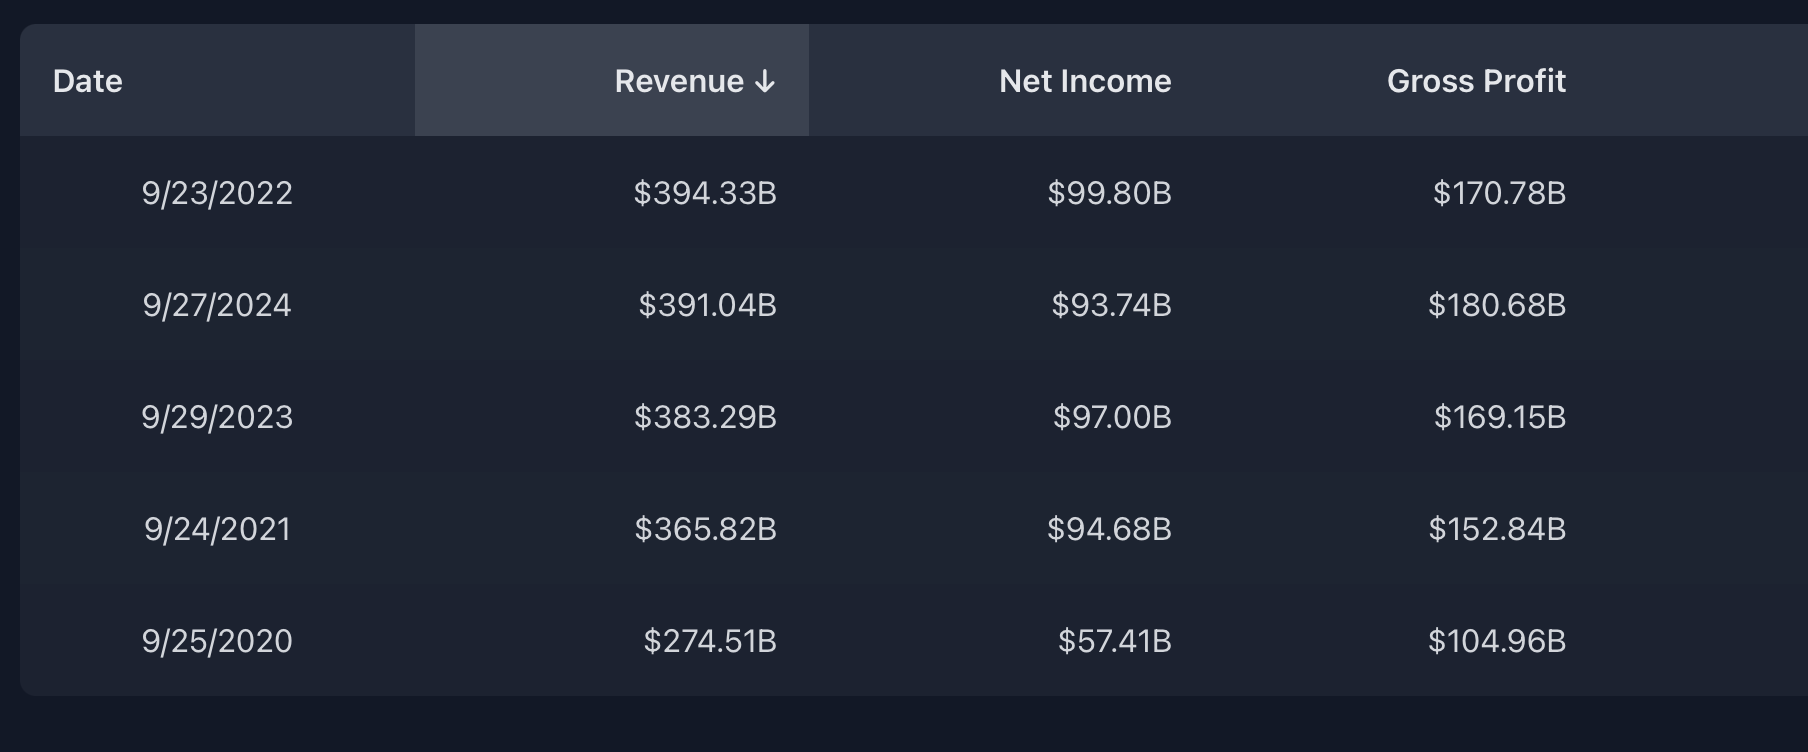 Date Revenue ↓ Net Income Gross Profit
9/23/2022 $394.33B $99.80B $170.78B
9/27/2024 $391.04B $93.74B $180.68B
9/29/2023 $383.29B $97.00B $169.15B
9/24/2021 $365.82B $94.68B $152.84B
9/25/2020 $274.51B $57.41B $104.96B